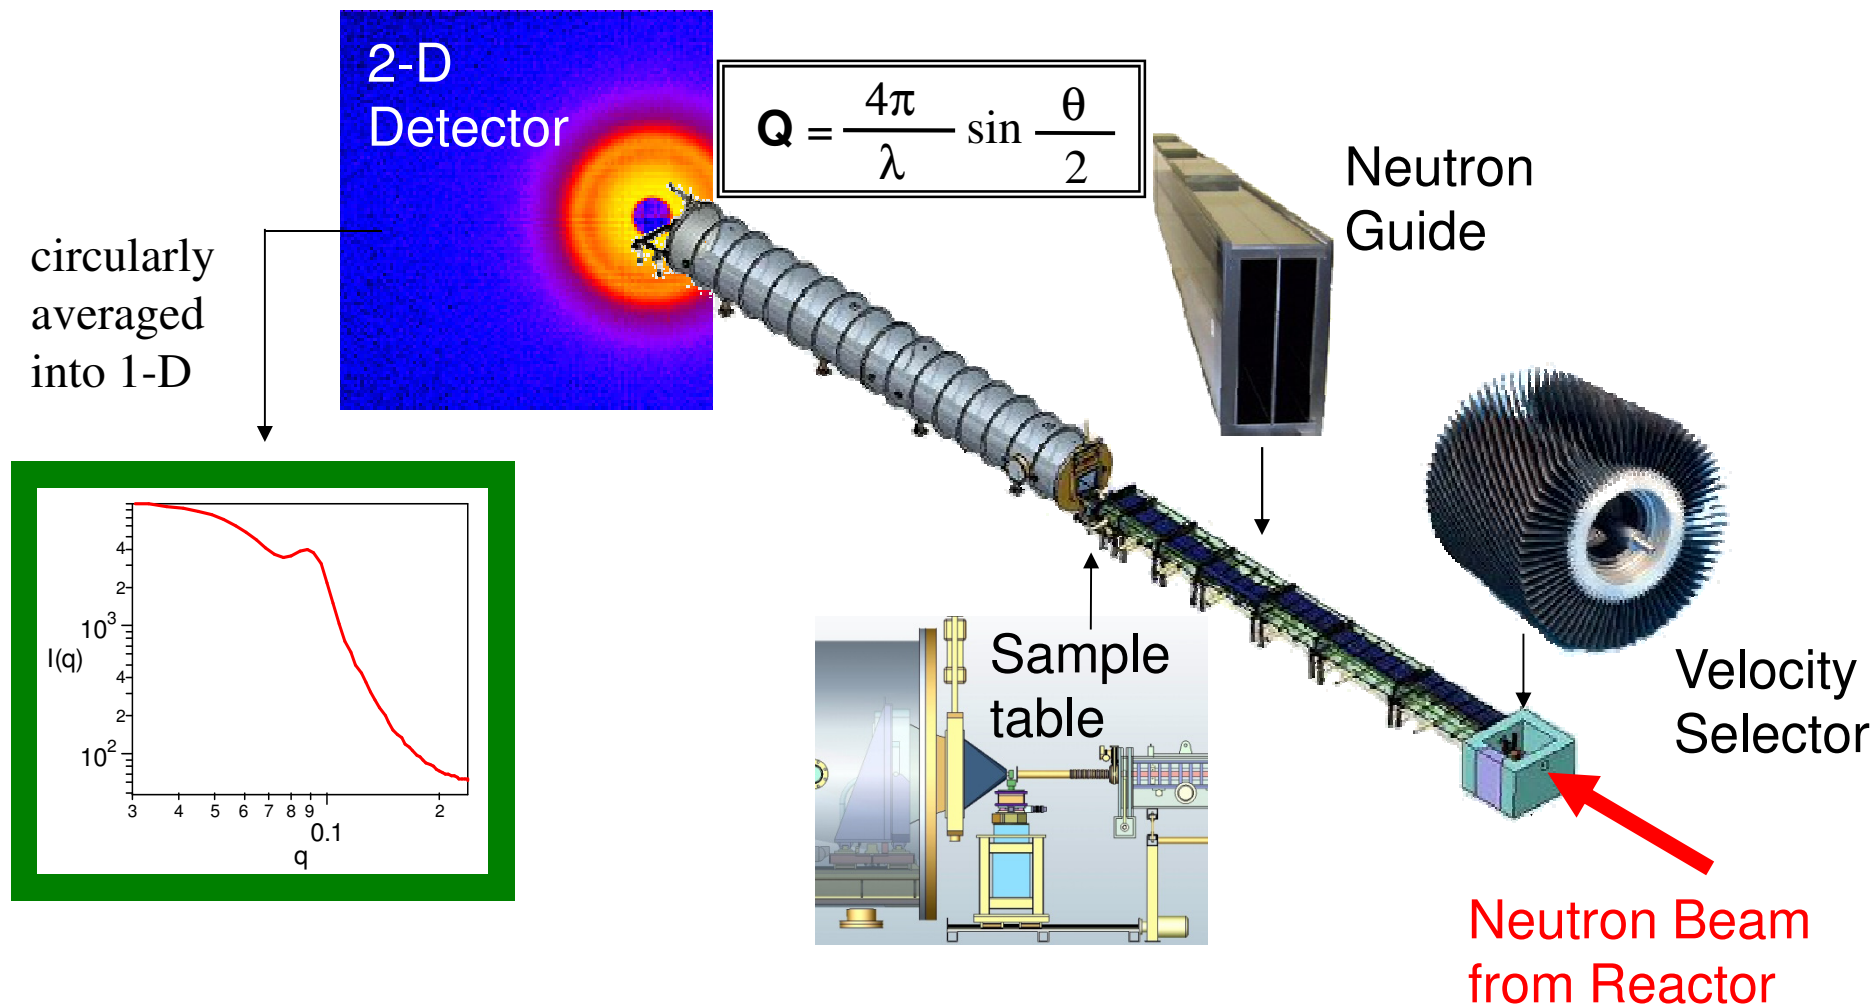 2-D
Detector
Q = 4π/λ sin θ/2
Neutron
Guide
circularly
averaged
into 1-D
4
2
10³
I(q)
4
2
10²
3 4 5 6 7 8 9 2
0.1
q
Sample
table
Velocity
Selector
Neutron Beam
from Reactor